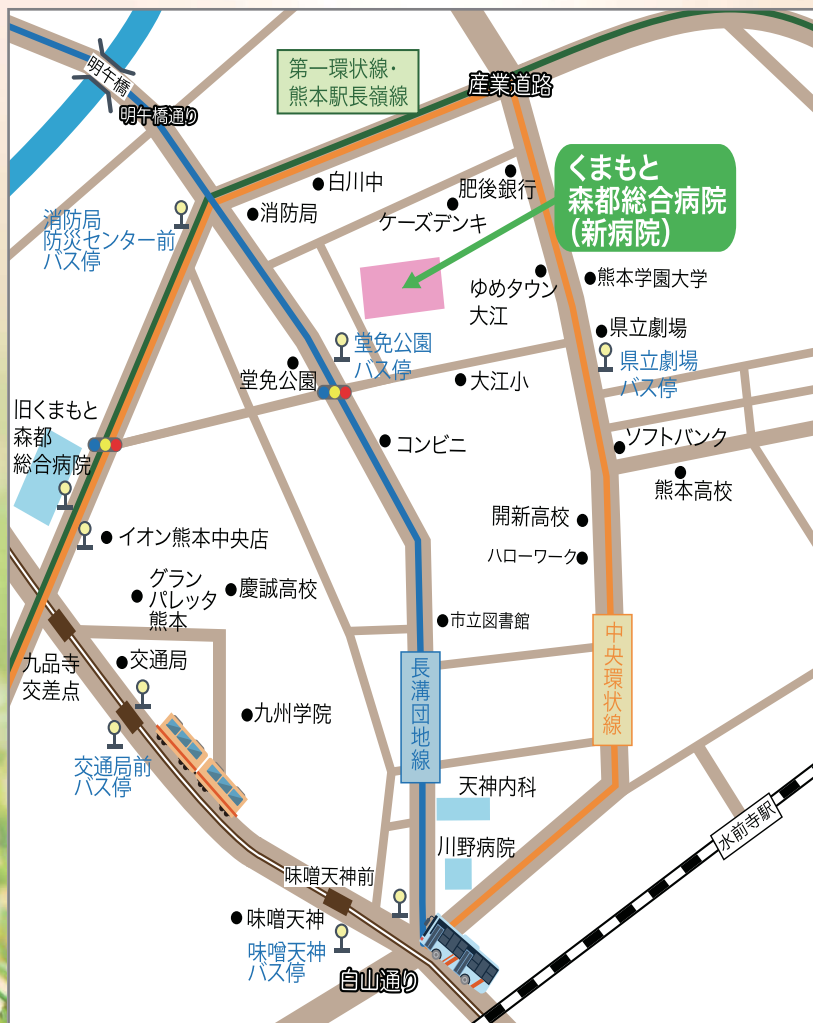 明午橋
明午橋通り
第一環状線・
熊本駅長嶺線
産業道路
くまもと
森都総合病院
(新病院)
白川中
消防局
肥後銀行
ケーズデンキ
消防局
防災センター前
バス停
ゆめタウン
大江
熊本学園大学
県立劇場
県立劇場
バス停
堂免公園
バス停
堂免公園
大江小
旧くまもと
森都
総合病院
コンビニ
ソフトバンク
熊本高校
開新高校
ハローワーク
イオン熊本中央店
グラン
パレッタ
熊本
慶誠高校
市立図書館
中央環状線
九品寺
交差点
交通局
長溝団地線
九州学院
交通局前
バス停
天神内科
川野病院
水前寺駅
味噌天神前
味噌天神
味噌天神
バス停
白山通り